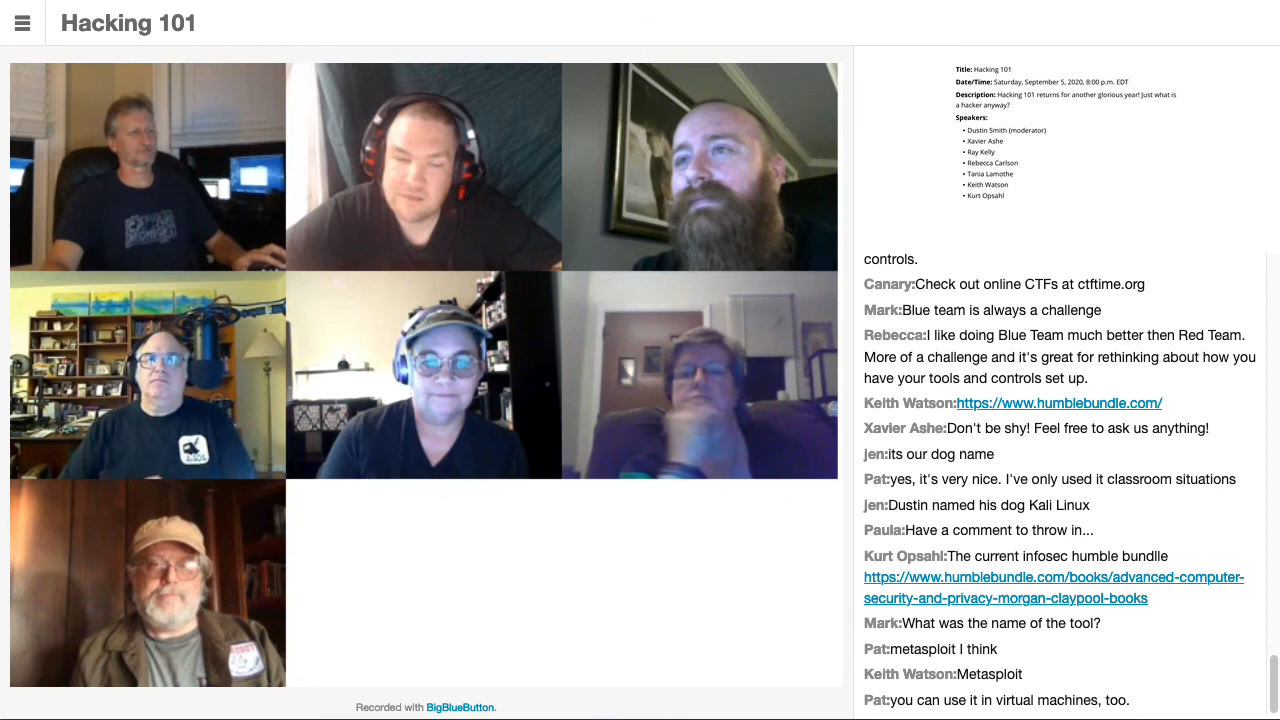 Hacking 101
Title: Hacking 101
Date/Time: Saturday, September 5, 2020, 8:00 p.m. EDT
Description: Hacking 101 returns for another glorious year! Just what is
a hacker anyway?
Speakers:
• Dustin Smith (moderator)
• Xavier Ashe
• Ray Kelly
• Rebecca Carlson
• Tania Lamothe
• Keith Watson
• Kurt Opsahl
controls.
Canary:Check out online CTFs at ctftime.org
Mark:Blue team is always a challenge
Rebecca:I like doing Blue Team much better then Red Team.
More of a challenge and it's great for rethinking about how you
have your tools and controls set up.
Keith Watson:https://www.humblebundle.com/
Xavier Ashe:Don't be shy! Feel free to ask us anything!
jen:its our dog name
Pat:yes, it's very nice. I've only used it classroom situations
jen:Dustin named his dog Kali Linux
Paula:Have a comment to throw in...
Kurt Opsahl:The current infosec humble bundlle
https://www.humblebundle.com/books/advanced-computer-
security-and-privacy-morgan-claypool-books
Mark:What was the name of the tool?
Pat:metasploit I think
Keith Watson:Metasploit
Pat:you can use it in virtual machines, too.
Recorded with BigBlueButton.